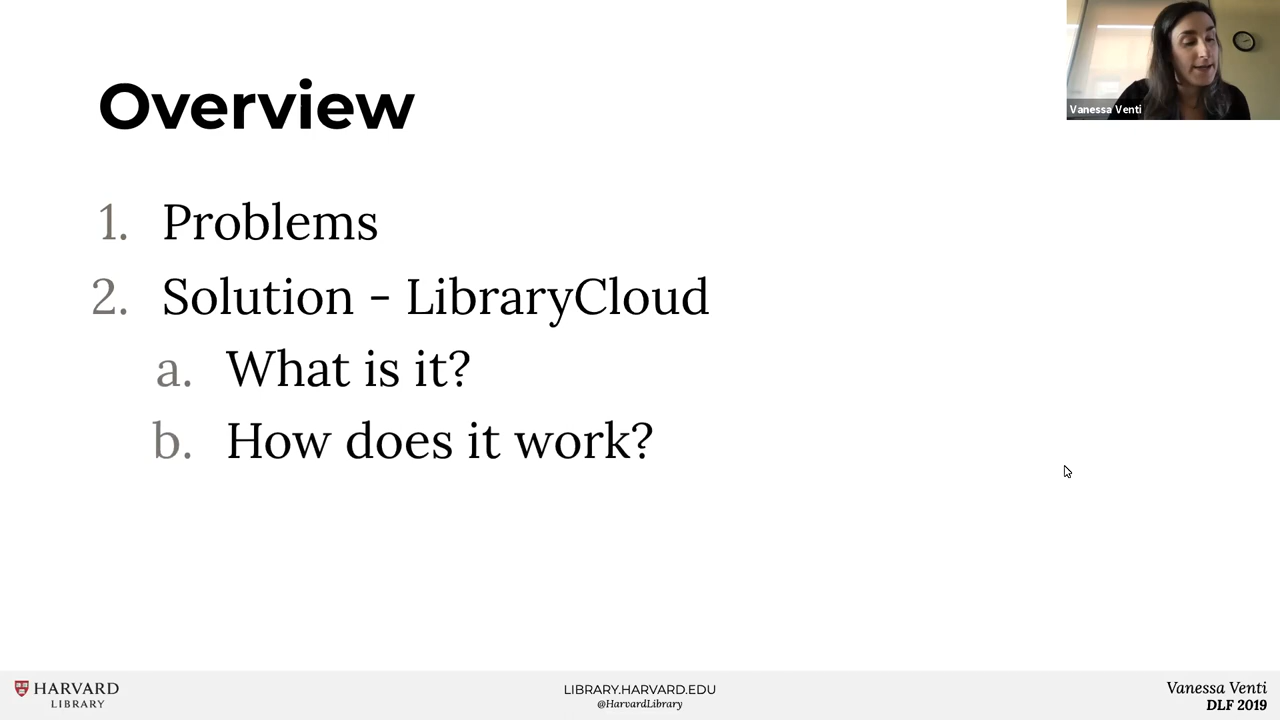 Overview
1. Problems
2. Solution - LibraryCloud
a. What is it?
b. How does it work?
Vanessa Venti
HARVARD
LIBRARY
LIBRARY.HARVARD.EDU
@HarvardLibrary
Vanessa Venti
DLF 2019